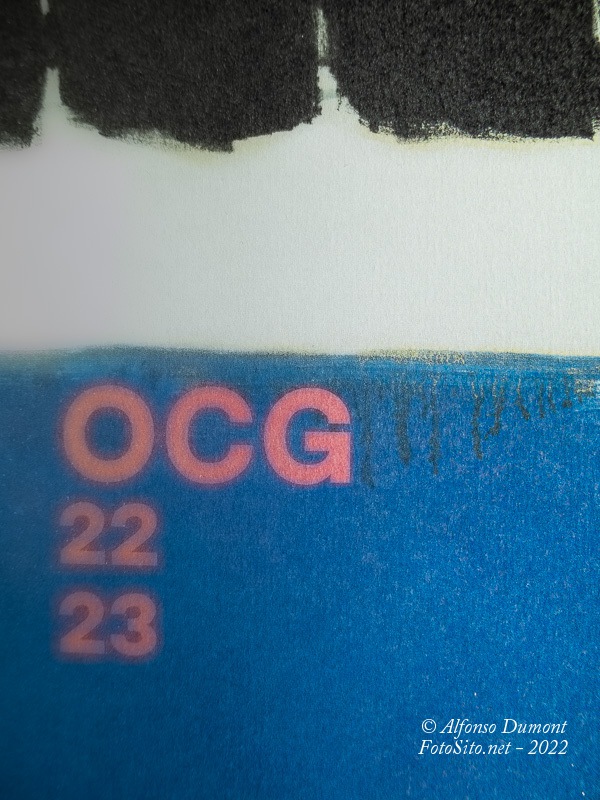 OCG
22
23
© Alfonso Dumont
FotoSito.net - 2022